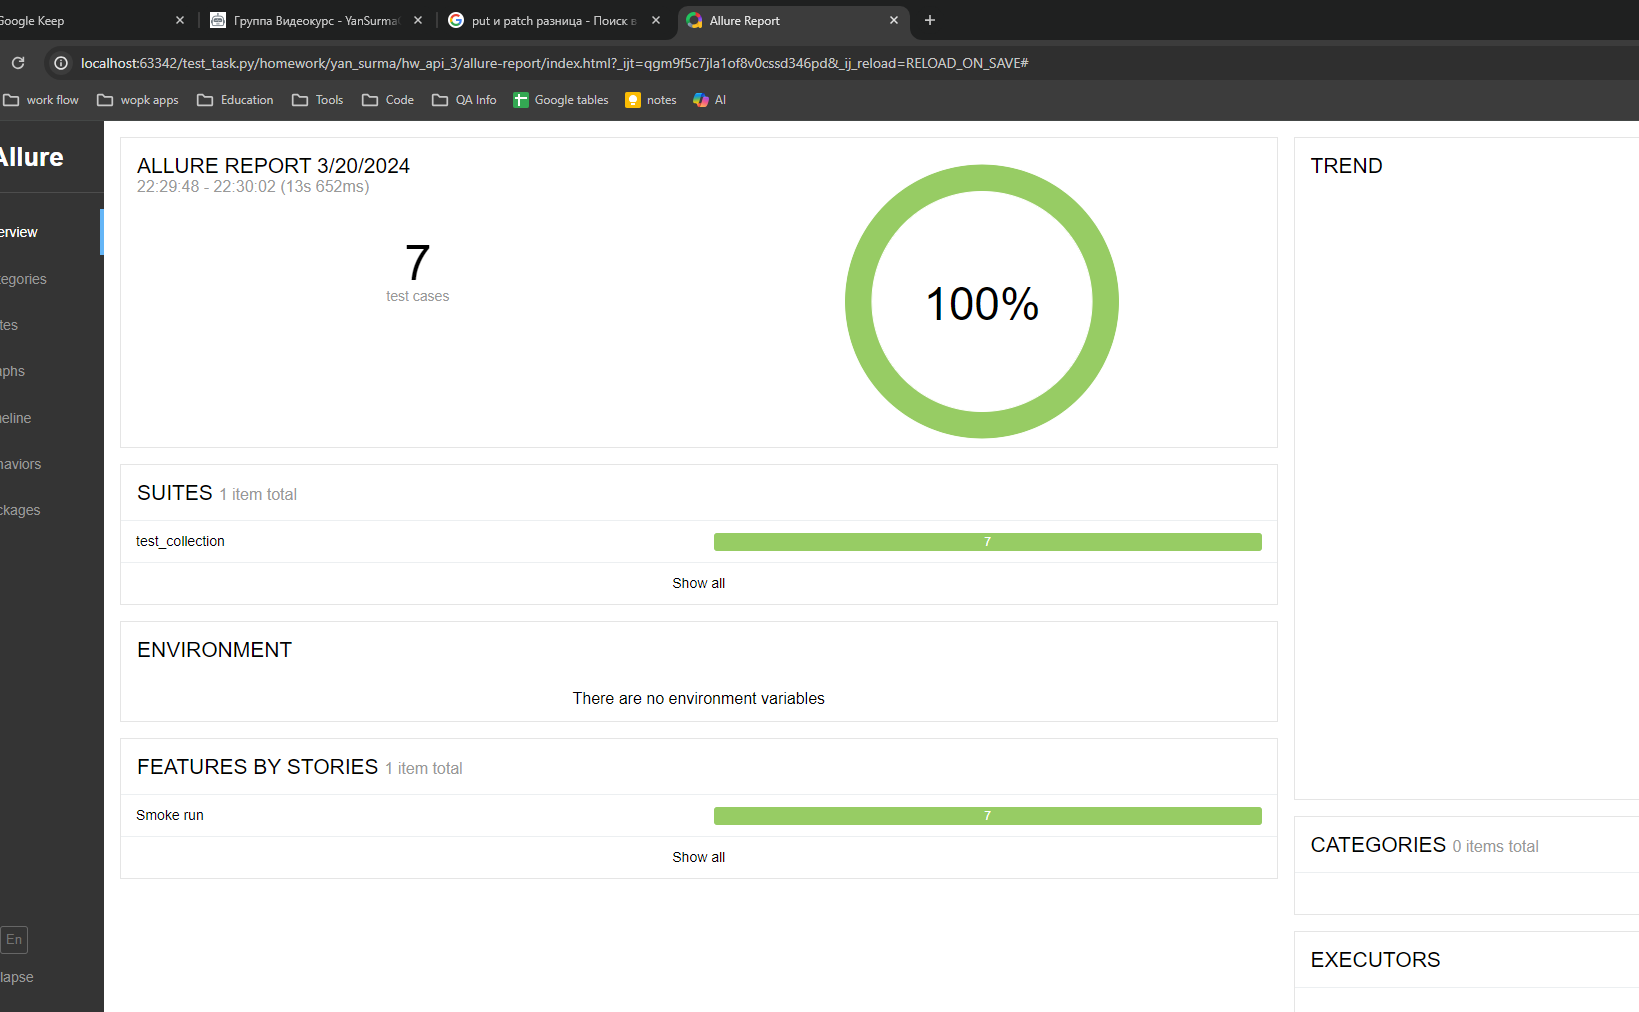 Google Keep
Группа Видеокурс - YanSurma
put и patch разница - Поиск в
Allure Report
localhost:63342/test_task.py/homework/yan_surma/hw_api_3/allure-report/index.html?_ijt=qgm9f5c7jla1of8v0cssd346pd&_ij_reload=RELOAD_ON_SAVE#
work flow
wopk apps
Education
Tools
Code
QA Info
Google tables
notes
AI
Allure
erview
tegories
tes
aphs
neline
haviors
ckages
En
lapse
ALLURE REPORT 3/20/2024
22:29:48 - 22:30:02 (13s 652ms)
7
test cases
100%
SUITES 1 item total
test_collection
7
Show all
ENVIRONMENT
There are no environment variables
FEATURES BY STORIES 1 item total
Smoke run
7
Show all
TREND
CATEGORIES 0 items total
EXECUTORS